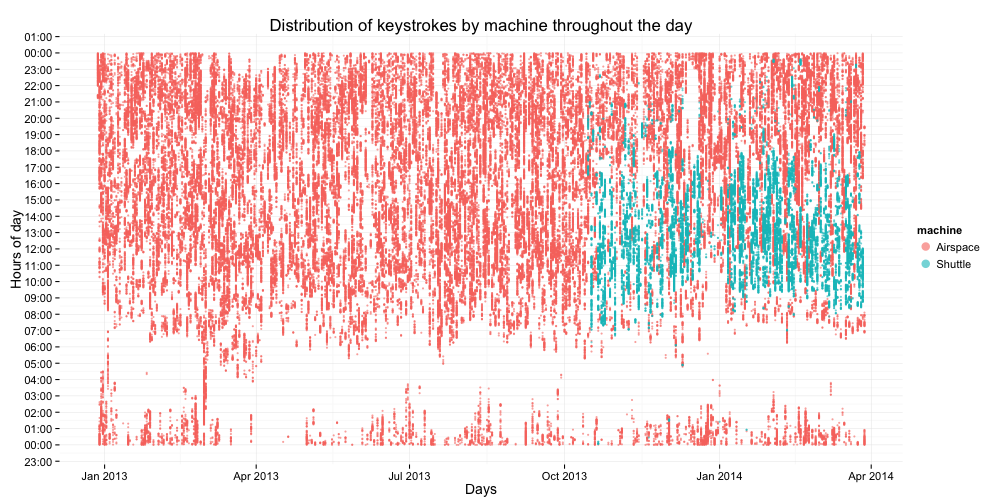 Distribution of keystrokes by machine throughout the day
01:00
00:00
23:00
22:00
21:00
20:00
19:00
18:00
17:00
16:00
15:00
14:00
13:00
12:00
11:00
10:00
09:00
08:00
07:00
06:00
05:00
04:00
03:00
02:00
01:00
00:00
23:00
Hours of day
Jan 2013
Apr 2013
Jul 2013
Oct 2013
Jan 2014
Apr 2014
Days
machine
Airspace
Shuttle